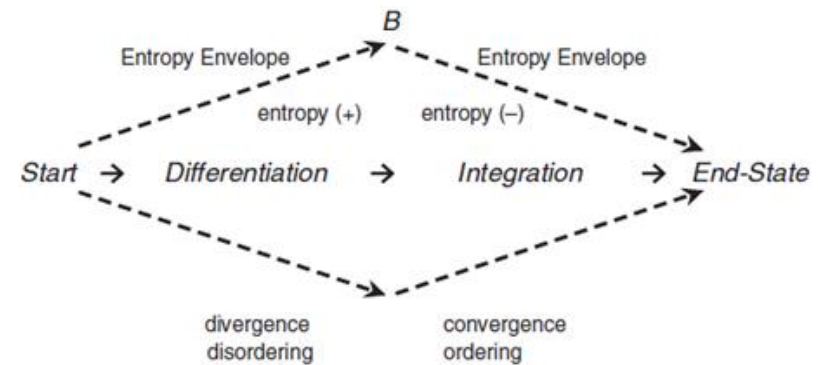 B
Entropy Envelope Entropy Envelope
entropy (+) entropy (–)
Start → Differentiation → Integration → End-State
divergence convergence
disordering ordering